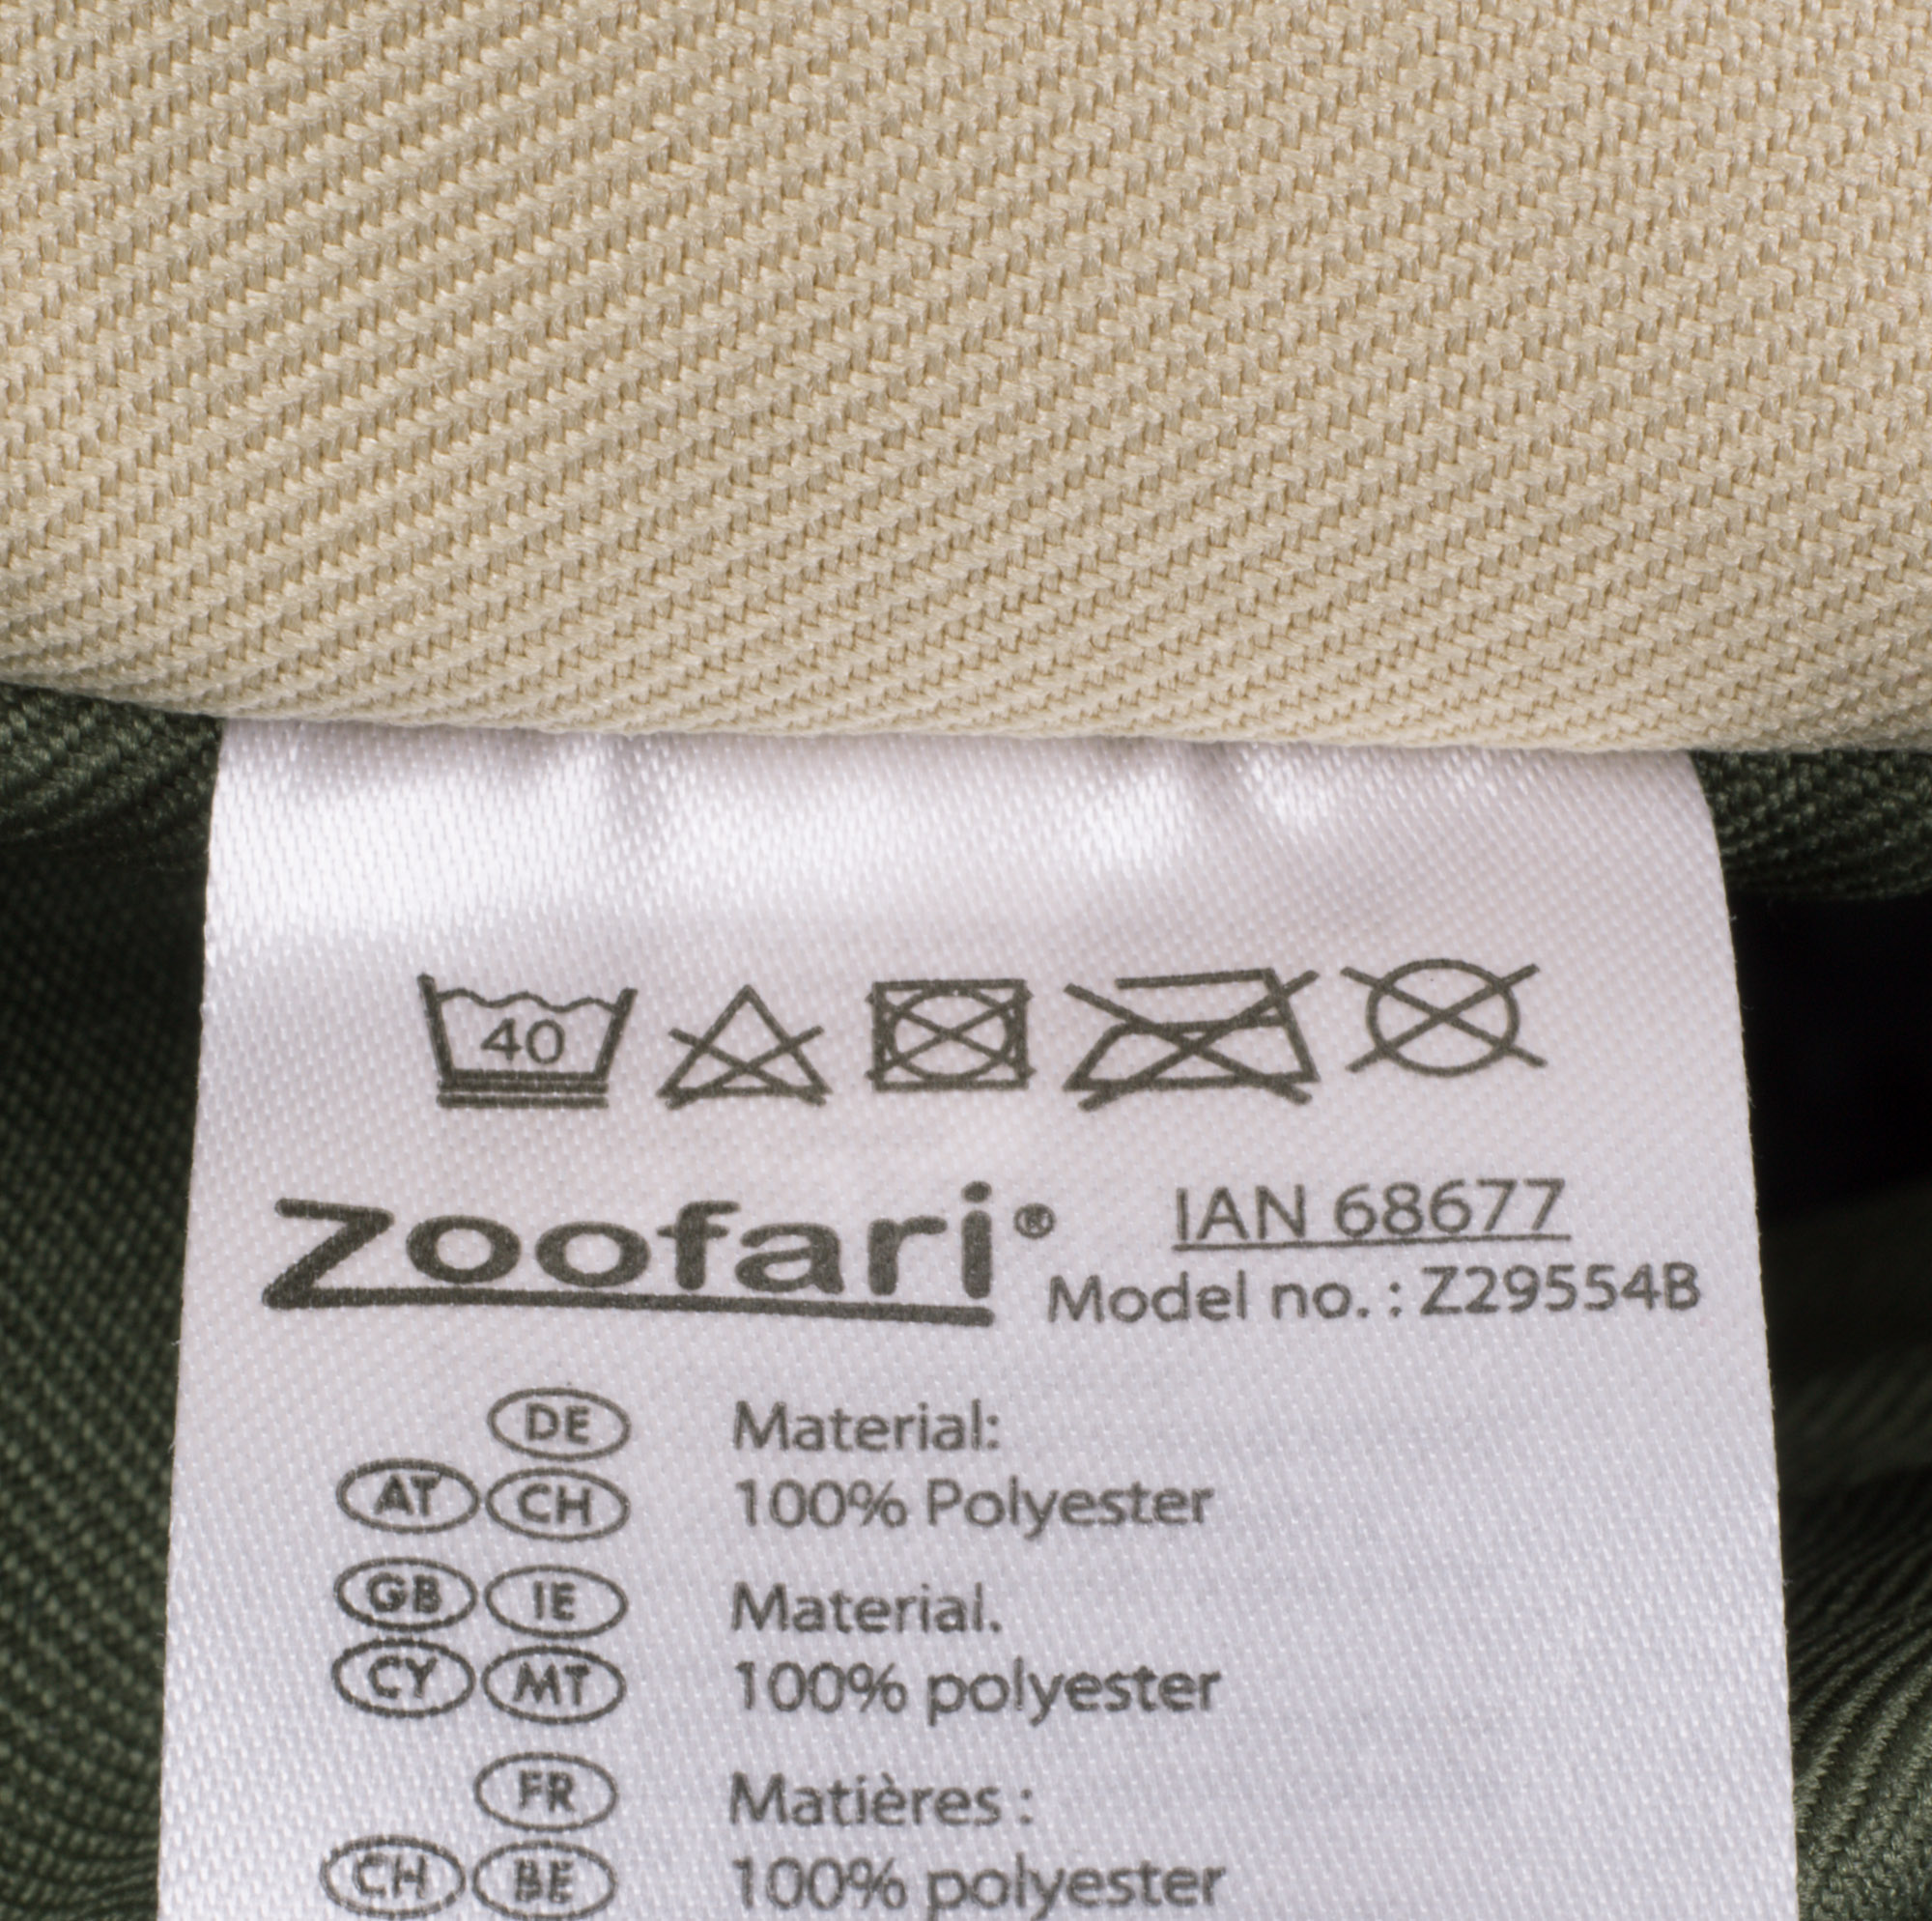 40
Zoofari® IAN 68677
Model no. : Z29554B
DE Material:
AT CH 100% Polyester
GB IE Material.
CY MT 100% polyester
FR Matières :
CH BE 100% polyester